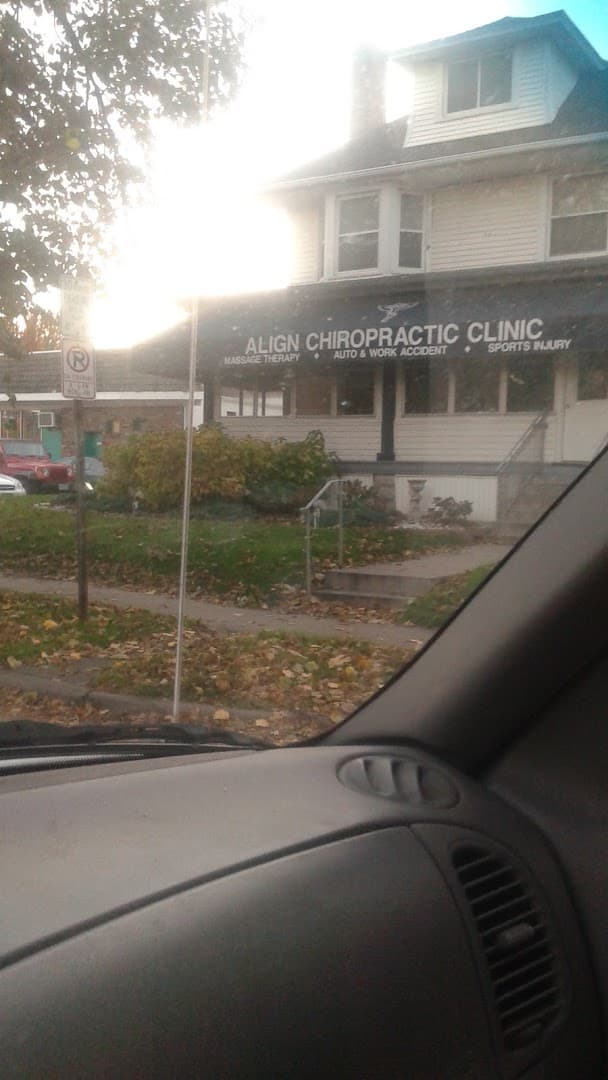 ALIGN CHIROPRACTIC CLINIC
MASSAGE THERAPY ♦ AUTO & WORK ACCIDENT ♦ SPORTS INJURY
P